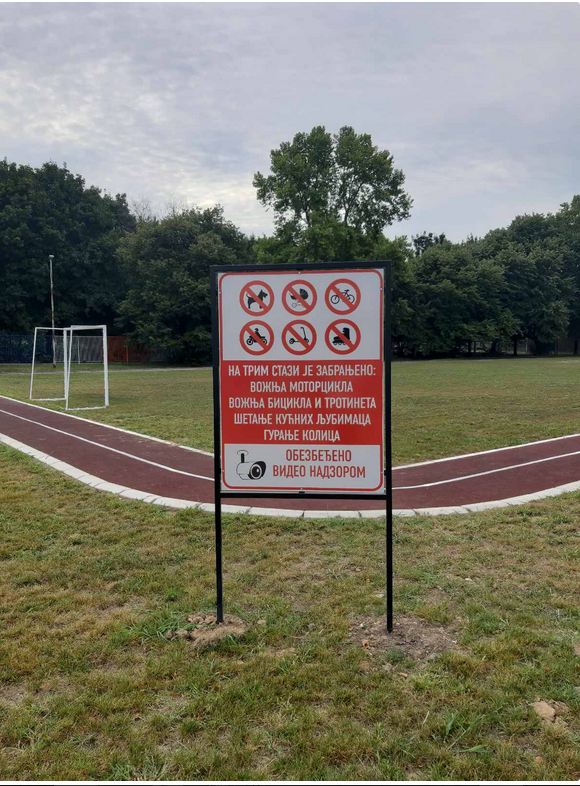 НА ТРИМ СТАЗИ ЈЕ ЗАБРАЊЕНО:
ВОЖЊА МОТОРЦИКЛА
ВОЖЊА БИЦИКЛА И ТРОТИНЕТА
ШЕТАЊЕ КУЋНИХ ЉУБИМАЦА
ГУРАЊЕ КОЛИЦА
ОБЕЗБЕЂЕНО
ВИДЕО НАДЗОРОМ